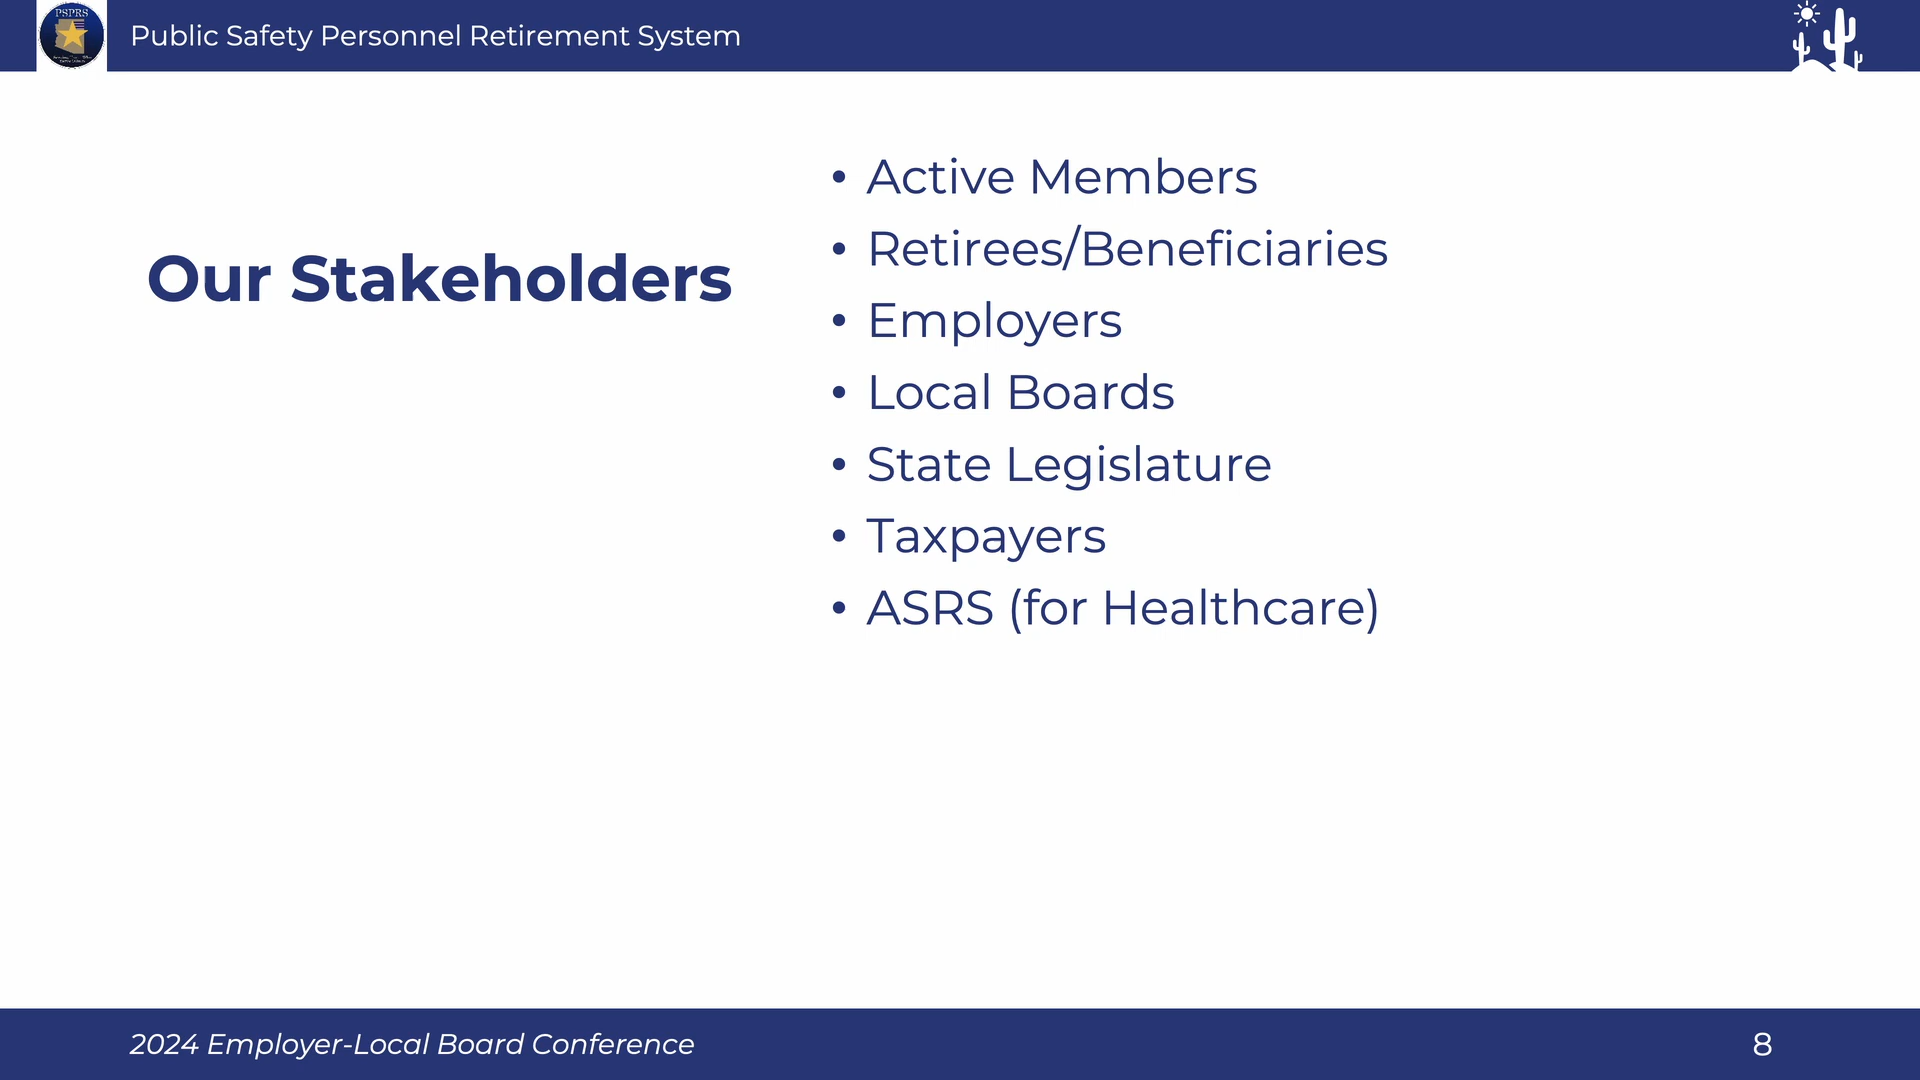 PSPRS
Public Safety Personnel Retirement System
Our Stakeholders
• Active Members
• Retirees/Beneficiaries
• Employers
• Local Boards
• State Legislature
• Taxpayers
• ASRS (for Healthcare)
2024 Employer-Local Board Conference
8